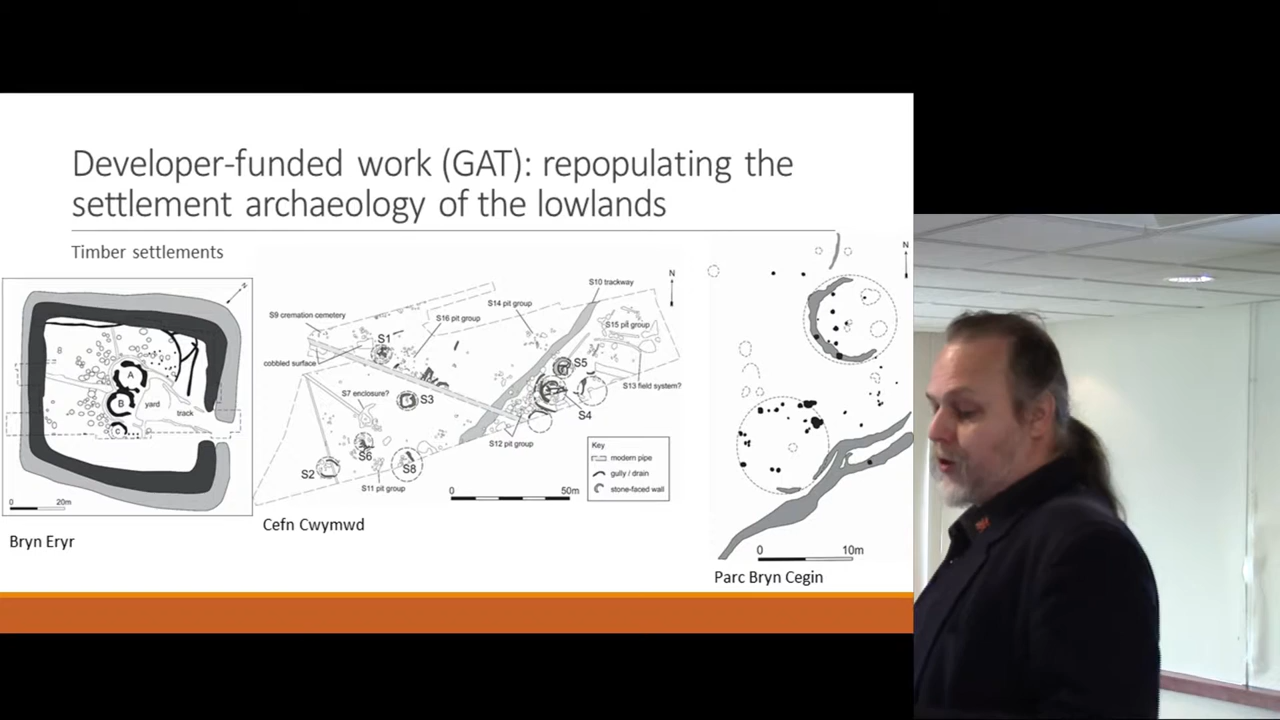 Developer-funded work (GAT): repopulating the
settlement archaeology of the lowlands
Timber settlements
N
A
B
C
yard
track
0 20m
Bryn Eryr
S9 cremation cemetery
cobbled surface
S1
S16 pit group
S14 pit group
S10 trackway
N
S15 pit group
S7 enclosure?
S3
S5
S13 field system?
S4
S12 pit group
S2
S6
S8
S11 pit group
Key
modern pipe
gully / drain
stone-faced wall
0 50m
Cefn Cwymwd
N
0 10m
Parc Bryn Cegin